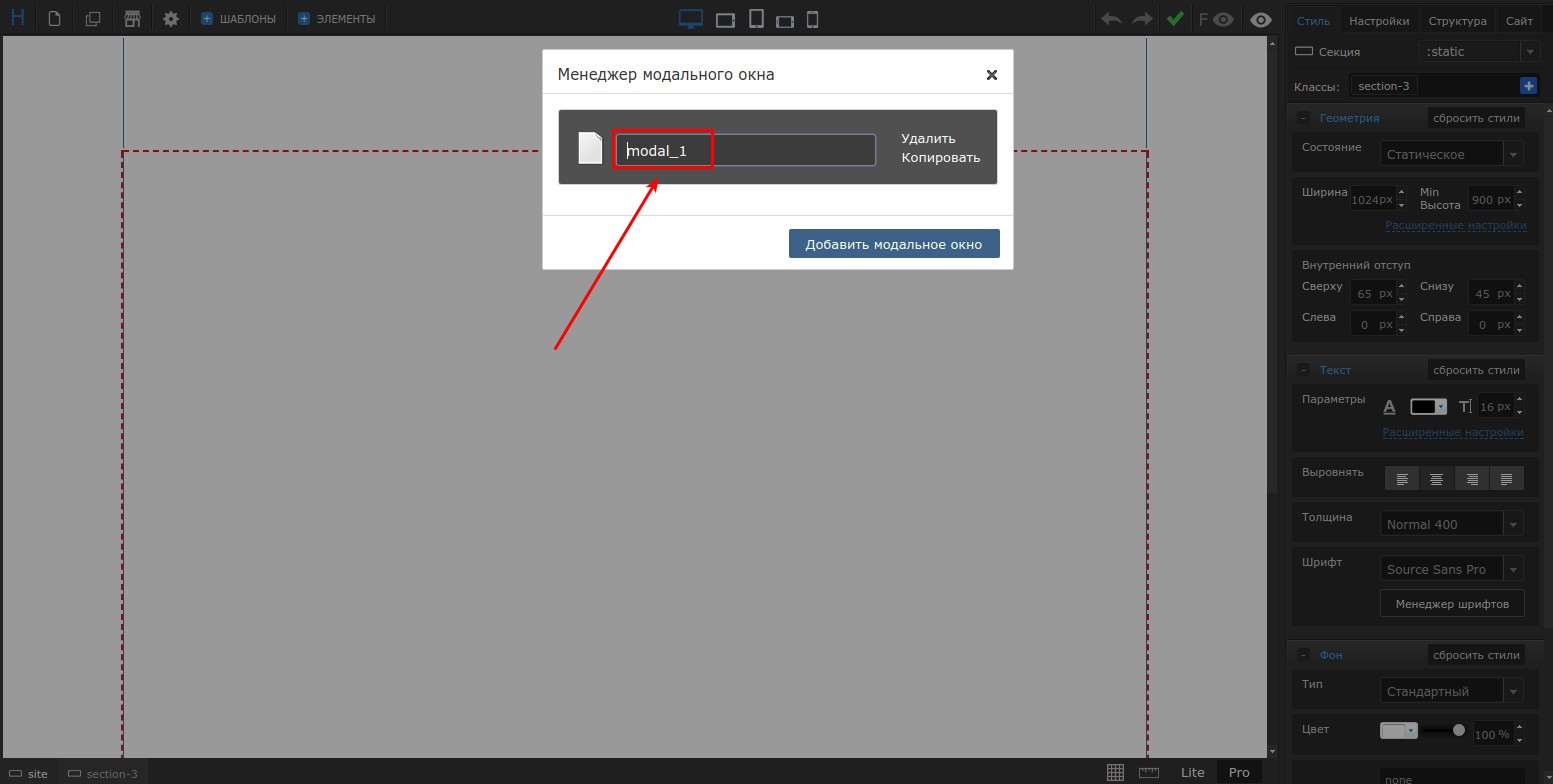 H
ШАБЛОНЫ
ЭЛЕМЕНТЫ
F
Стиль
Настройки
Структура
Сайт
Секция
:static
Классы:
section-3
Менеджер модального окна
modal_1
Удалить
Копировать
Добавить модальное окно
Геометрия
сбросить стили
Состояние
Статическое
Ширина
1024px
Min
Высота
900 px
Расширенные настройки
Внутренний отступ
Сверху
65 px
Снизу
45 px
Слева
0 px
Справа
0 px
Текст
сбросить стили
Параметры
16 px
Расширенные настройки
Выровнять
Толщина
Normal 400
Шрифт
Source Sans Pro
Менеджер шрифтов
Фон
сбросить стили
Тип
Стандартный
Цвет
100 %
none
site
section-3
Lite
Pro